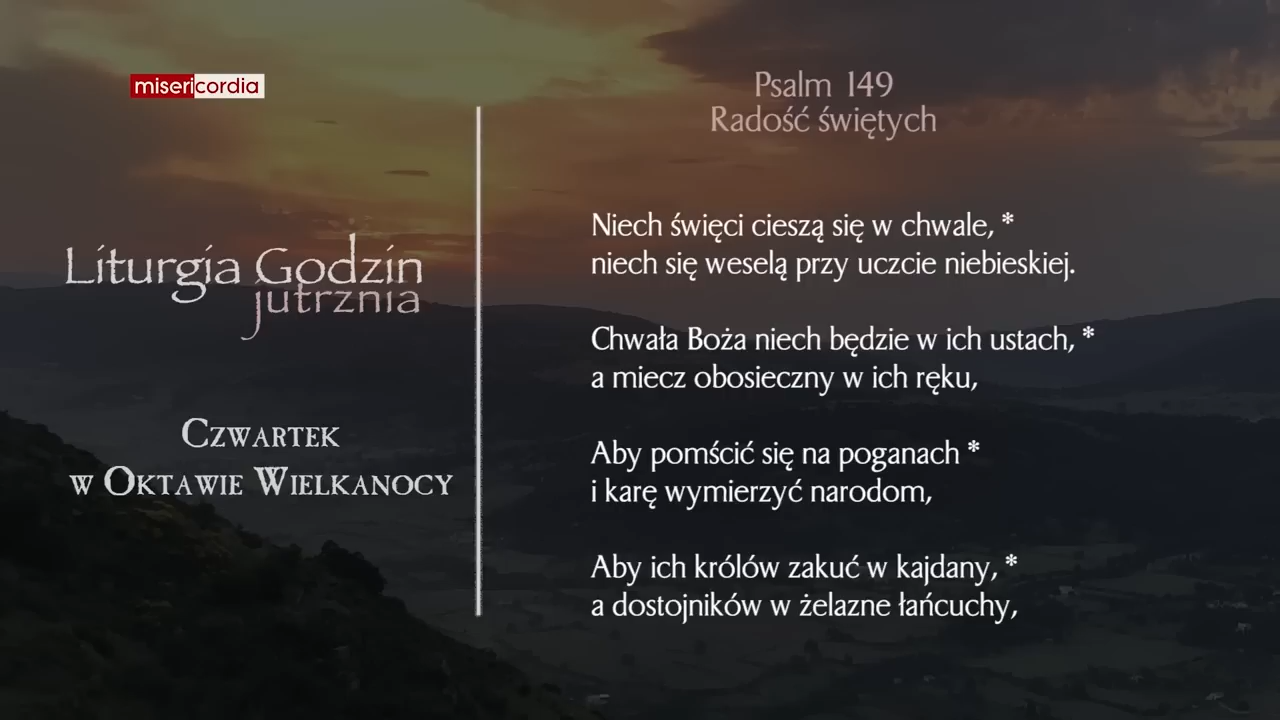 misericordia
Liturgia Godzin
jutrznia
Czwartek
w Oktawie Wielkanocy
Psalm 149
Radość świętych
Niech święci cieszą się w chwale, *
niech się weselą przy uczcie niebieskiej.
Chwała Boża niech będzie w ich ustach, *
a miecz obosieczny w ich ręku,
Aby pomścić się na poganach *
i karę wymierzyć narodom,
Aby ich królów zakuć w kajdany, *
a dostojników w żelazne łańcuchy,